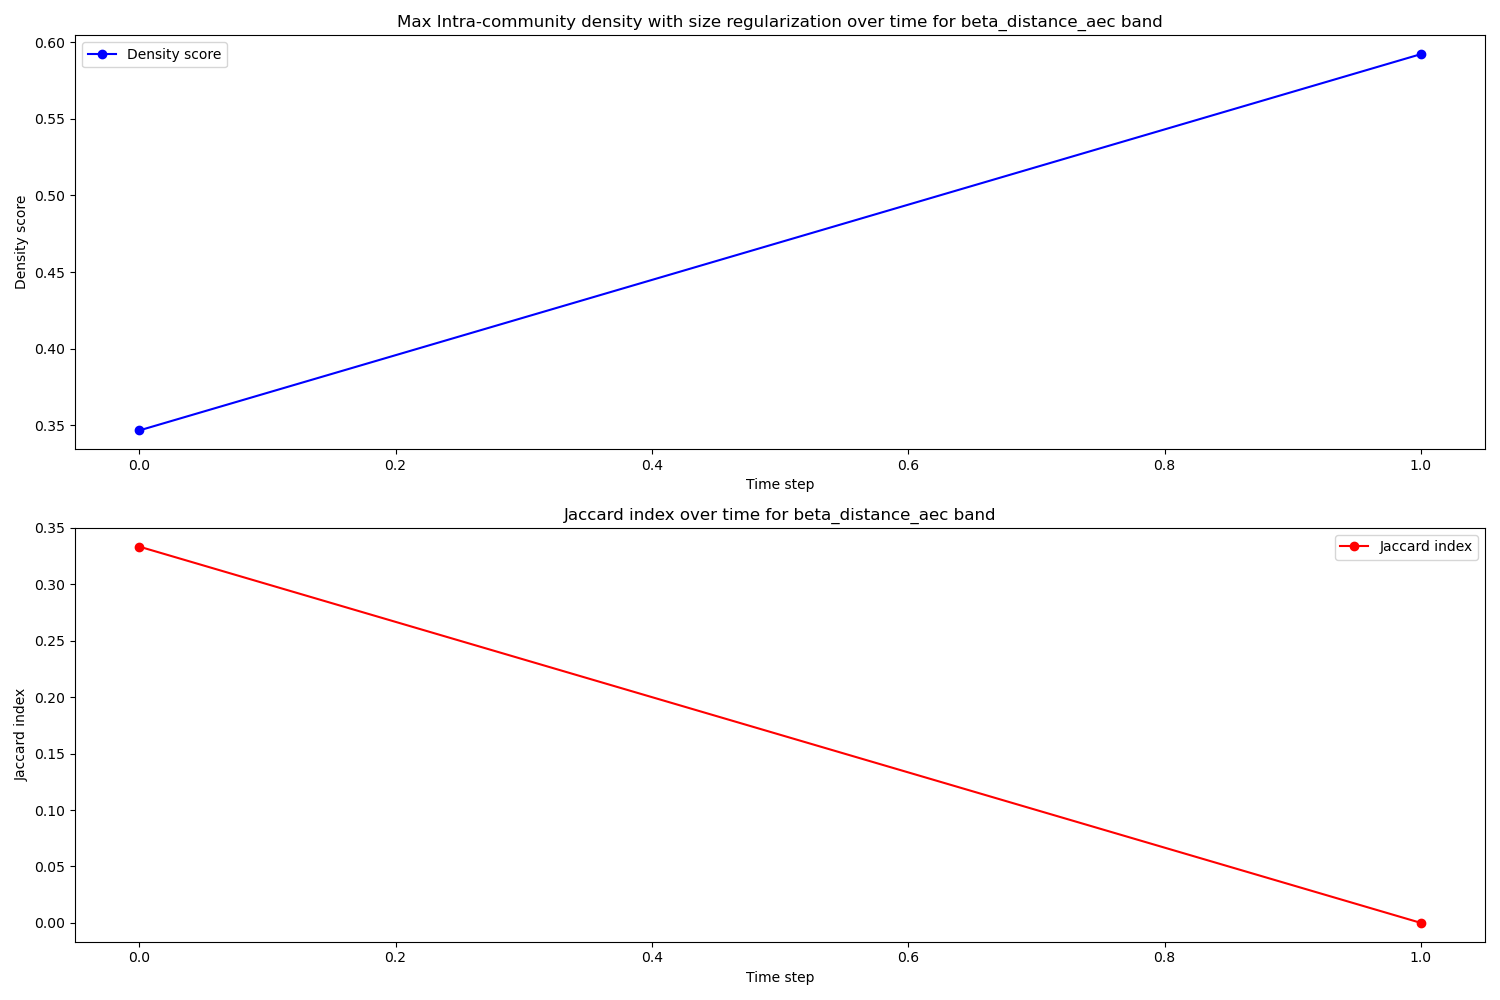 Max Intra-community density with size regularization over time for beta_distance_aec band
Density score
0.60
0.55
0.50
0.45
0.40
0.35
Density score
0.0 0.2 0.4 0.6 0.8 1.0
Time step
Jaccard index over time for beta_distance_aec band
Jaccard index
0.35
0.30
0.25
0.20
0.15
0.10
0.05
0.00
Jaccard index
0.0 0.2 0.4 0.6 0.8 1.0
Time step